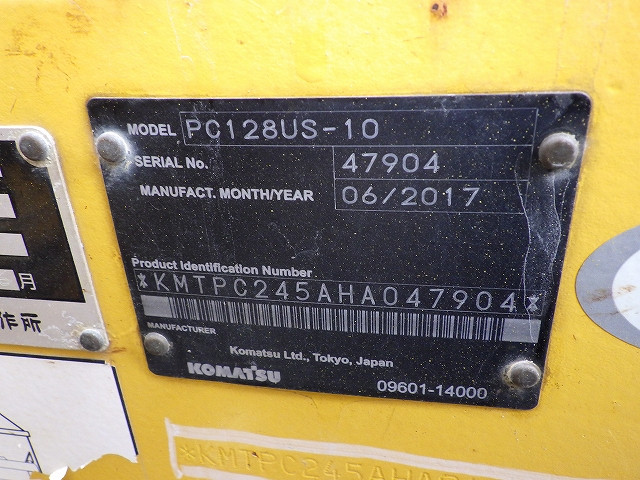 MODEL PC128US-10
SERIAL No. 47904
MANUFACT. MONTH/YEAR 06/2017
Product Identification Number
*KMTPC245AHA047904*
MANUFACTURER
Komatsu Ltd., Tokyo, Japan
KOMATSU
09601-14000
月
作所
*KMTPC245AHA